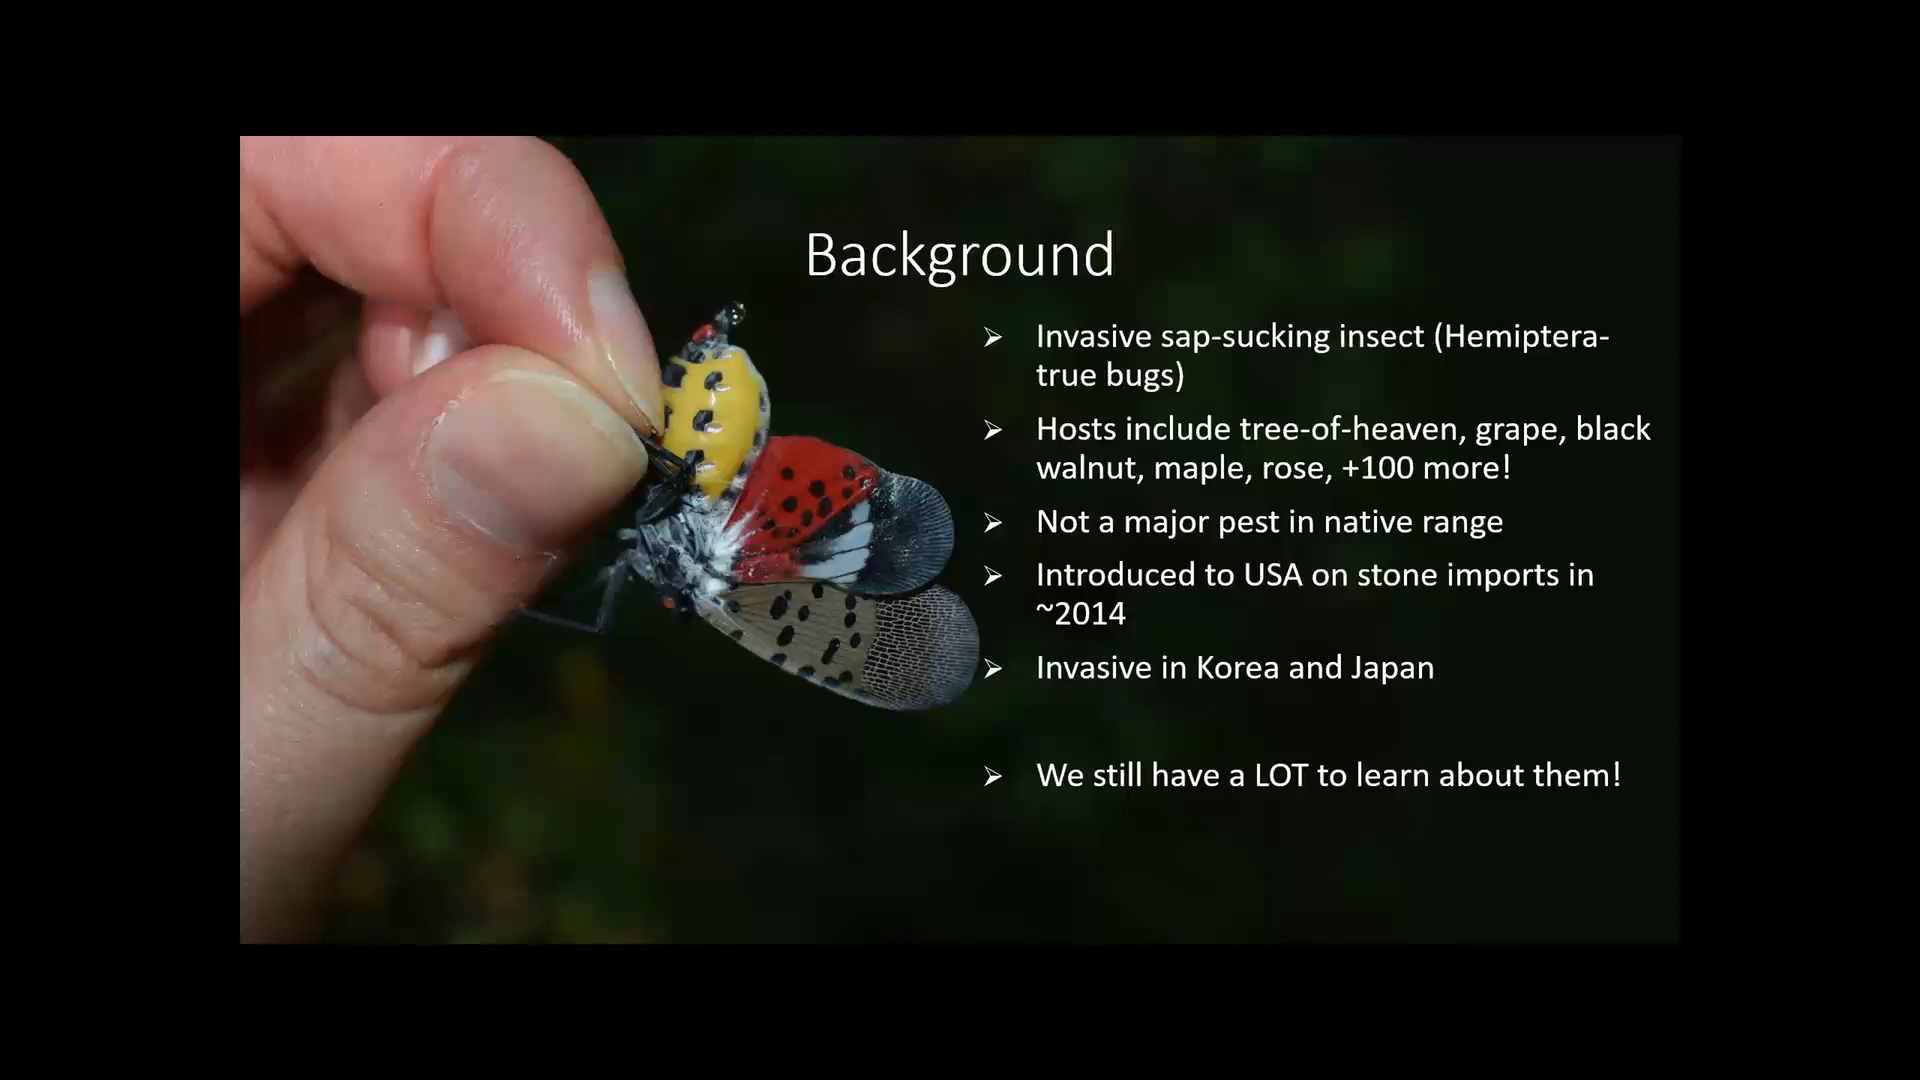 Background
➢ Invasive sap-sucking insect (Hemiptera-
true bugs)
➢ Hosts include tree-of-heaven, grape, black
walnut, maple, rose, +100 more!
➢ Not a major pest in native range
➢ Introduced to USA on stone imports in
~2014
➢ Invasive in Korea and Japan
➢ We still have a LOT to learn about them!